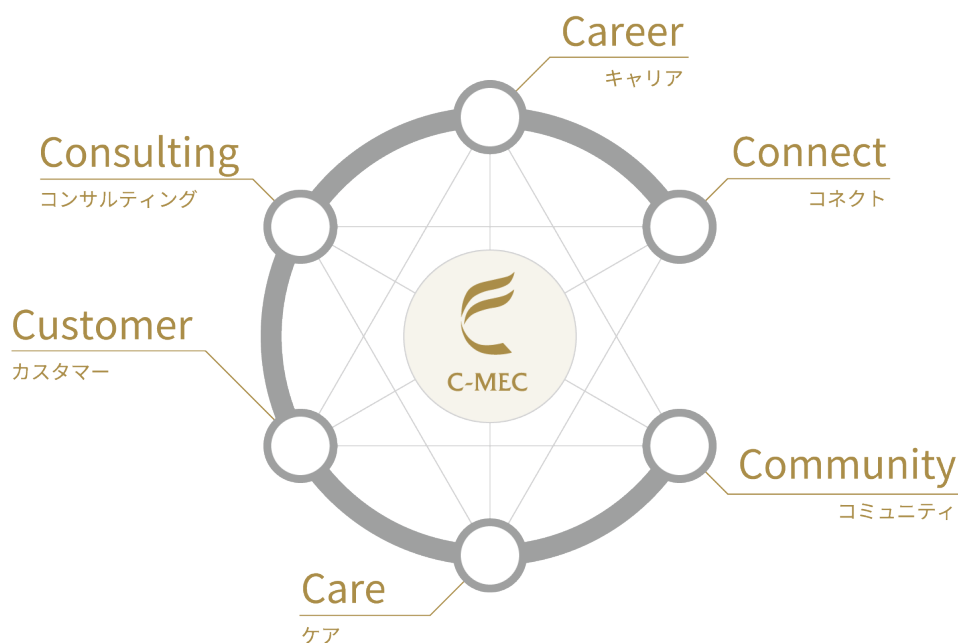 Career
キャリア
Consulting
コンサルティング
Connect
コネクト
Customer
カスタマー
C-MEC
Community
コミュニティ
Care
ケア